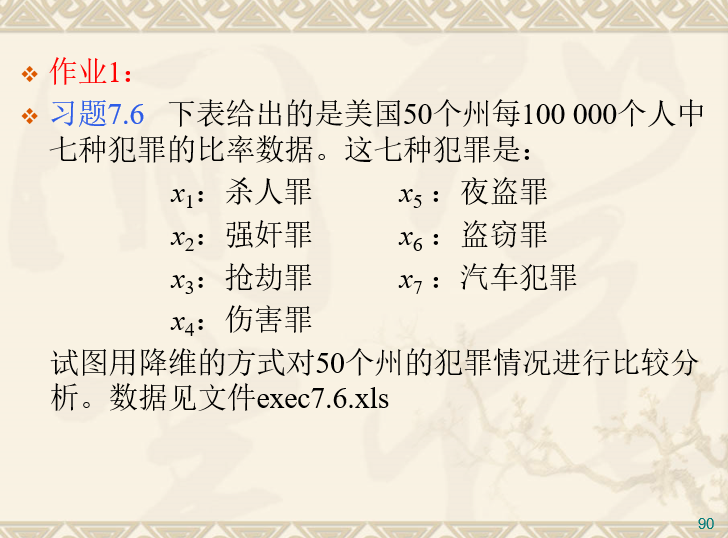 作业1：
习题7.6 下表给出的是美国50个州每100 000个人中
七种犯罪的比率数据。这七种犯罪是：
x1：杀人罪 x5：夜盗罪
x2：强奸罪 x6：盗窃罪
x3：抢劫罪 x7：汽车犯罪
x4：伤害罪
试图用降维的方式对50个州的犯罪情况进行比较分
析。数据见文件exec7.6.xls
90